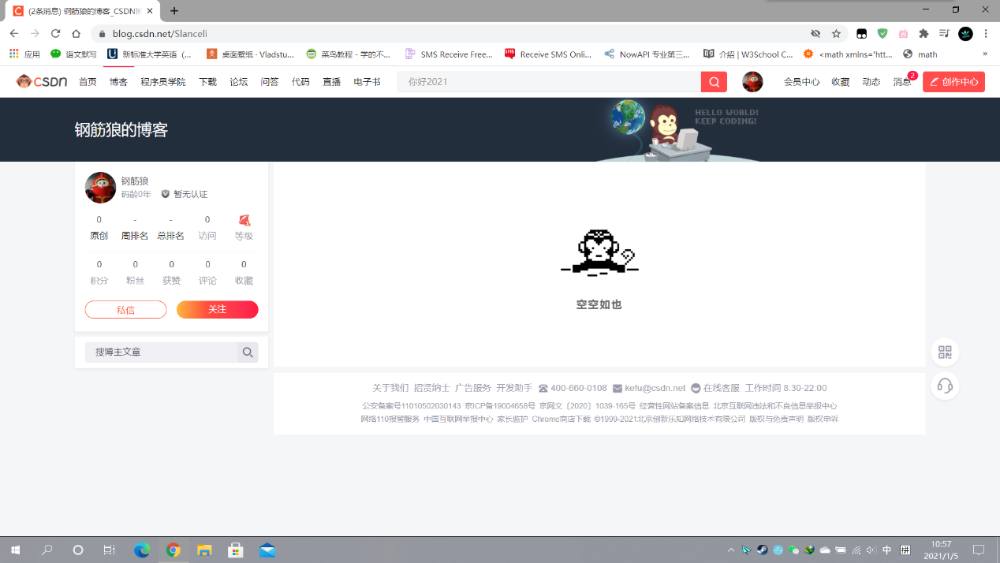 (2条消息) 钢筋狼的博客_CSDN博
blog.csdn.net/Slanceli
应用 语文默写 新标准大学英语 (... 桌面壁纸 · Vladstu... 菜鸟教程 - 学的不... SMS Receive Free... Receive SMS Onli... NowAPI 专业第三... 介紹 | W3School C... <math xmlns='htt... math »
CSDN 首页 博客 程序员学院 下载 论坛 问答 代码 直播 电子书 你好2021 会员中心 收藏 动态 消息 2 创作中心
钢筋狼的博客
HELLO WORLD!
KEEP CODING!
钢筋狼
码龄0年 暂无认证
0 - - 0
原创 周排名 总排名 访问 等级
0 0 0 0 0
积分 粉丝 获赞 评论 收藏
私信 关注
搜博主文章
空空如也
关于我们 招贤纳士 广告服务 开发助手 400-660-0108 kefu@csdn.net 在线客服 工作时间 8:30-22:00
公安备案号11010502030143 京ICP备19004658号 京网文〔2020〕1039-165号 经营性网站备案信息 北京互联网违法和不良信息举报中心
网络110报警服务 中国互联网举报中心 家长监护 Chrome商店下载 ©1999-2021北京创新乐知网络技术有限公司 版权与免责声明 版权申诉
中 拼 10:57
2021/1/5